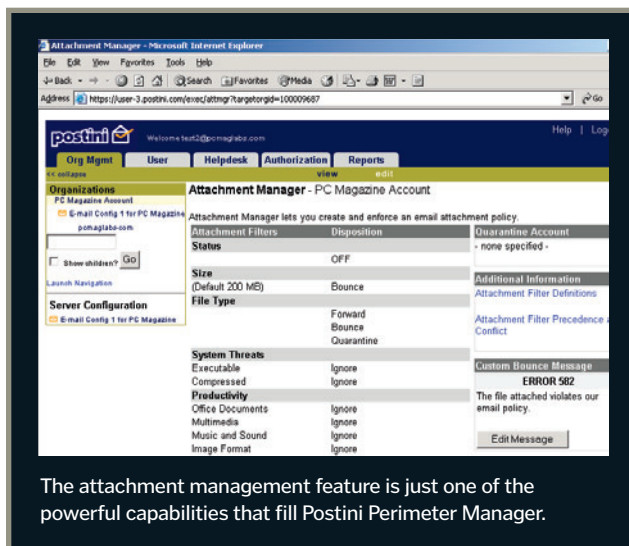 Attachment Manager - Microsoft Internet Explorer
File Edit View Favorites Tools Help
Back Search Favorites Media
Address https://user-3.postini.com/exec/attmgr?targetorgid=100009687 Go
postini Welcome test2@pcmaglabs.com Help | Log
Org Mgmt User Helpdesk Authorization Reports
<< collapse view edit
Organizations
PC Magazine Account
E-mail Config 1 for PC Magazine
pcmaglabs-com
Show children? Go
Launch Navigation
Server Configuration
E-mail Config 1 for PC Magazine
Attachment Manager - PC Magazine Account
Attachment Manager lets you create and enforce an email attachment policy.
Attachment Filters Disposition
Status
OFF
Size
(Default 200 MB) Bounce
File Type
Forward
Bounce
Quarantine
System Threats
Executable Ignore
Compressed Ignore
Productivity
Office Documents Ignore
Multimedia Ignore
Music and Sound Ignore
Image Format Ignore
Quarantine Account
- none specified -
Additional Information
Attachment Filter Definitions
Attachment Filter Precedence a
Conflict
Custom Bounce Message
ERROR 582
The file attached violates our
email policy.
Edit Message
The attachment management feature is just one of the
powerful capabilities that fill Postini Perimeter Manager.